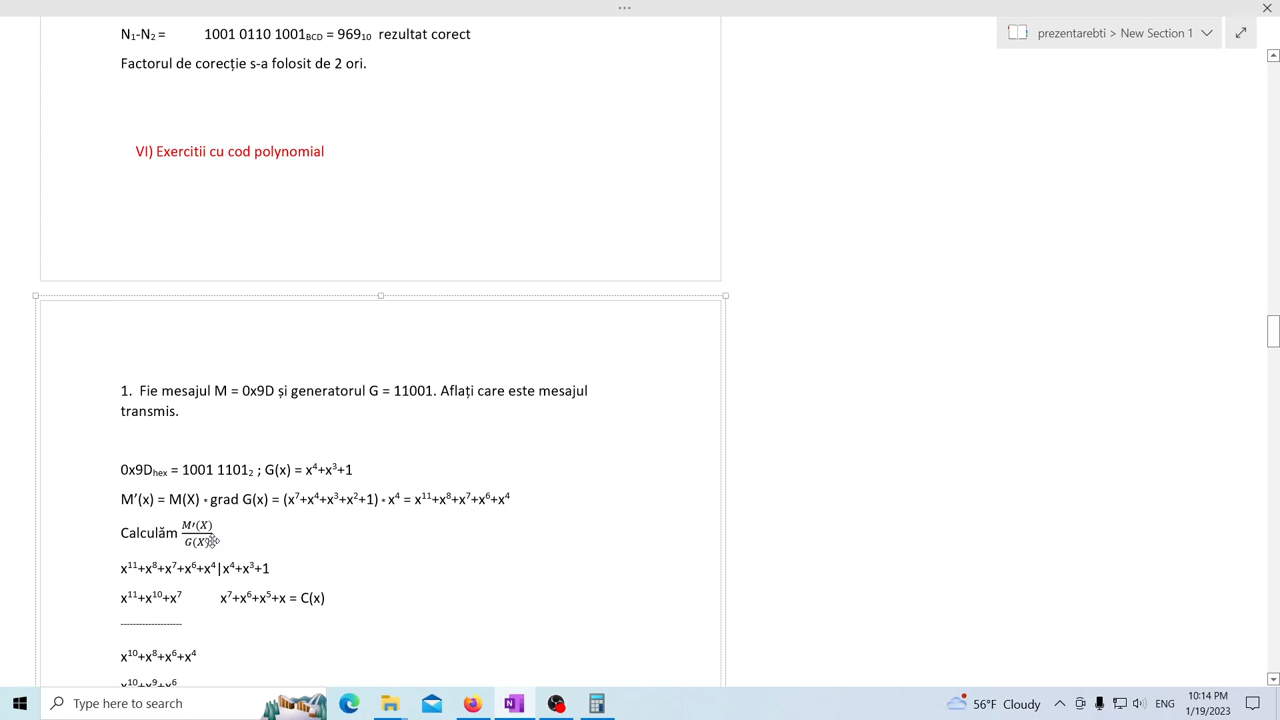 N₁-N₂ = 1001 0110 1001BCD = 969₁₀ rezultat corect
prezentarebti > New Section 1
Factorul de corecție s-a folosit de 2 ori.
VI) Exercitii cu cod polynomial
1. Fie mesajul M = 0x9D și generatorul G = 11001. Aflați care este mesajul
transmis.
0x9Dhex = 1001 1101₂ ; G(x) = x⁴+x³+1
M’(x) = M(X) * grad G(x) = (x⁷+x⁴+x³+x²+1) * x⁴ = x¹¹+x⁸+x⁷+x⁶+x⁴
Calculăm M′(X)/G(X)
x¹¹+x⁸+x⁷+x⁶+x⁴|x⁴+x³+1
x¹¹+x¹⁰+x⁷ x⁷+x⁶+x⁵+x = C(x)
--------------------
x¹⁰+x⁸+x⁶+x⁴
x¹⁰+x⁹+x⁶
Type here to search
56°F Cloudy
ENG
10:14 PM
1/19/2023